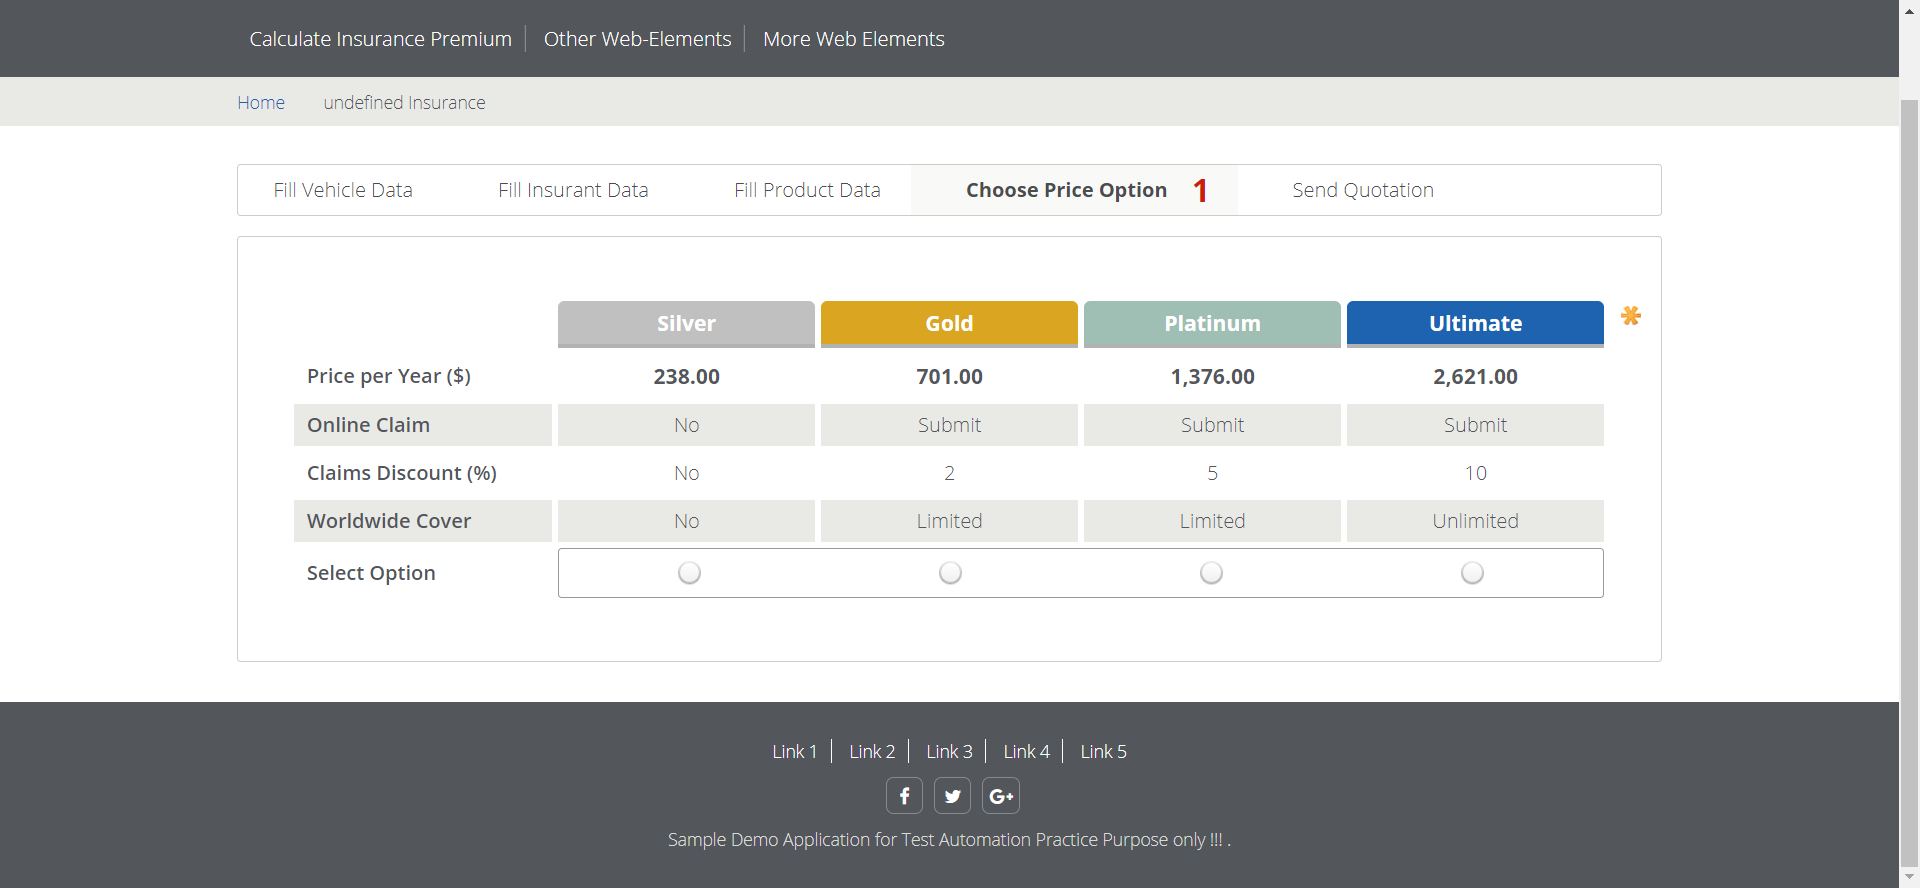 Calculate Insurance Premium Other Web-Elements More Web Elements
Home undefined Insurance
Fill Vehicle Data Fill Insurant Data Fill Product Data Choose Price Option 1 Send Quotation
Silver Gold Platinum Ultimate
Price per Year ($) 238.00 701.00 1,376.00 2,621.00
Online Claim No Submit Submit Submit
Claims Discount (%) No 2 5 10
Worldwide Cover No Limited Limited Unlimited
Select Option
Link 1 Link 2 Link 3 Link 4 Link 5
f G+
Sample Demo Application for Test Automation Practice Purpose only !!! .